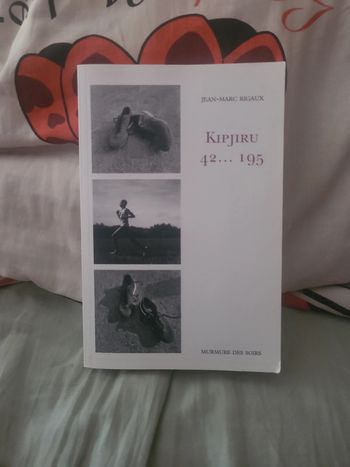 JEAN-MARC RIGAUX
KIPJIRU
42... 195
MURMURE DES SOIRS